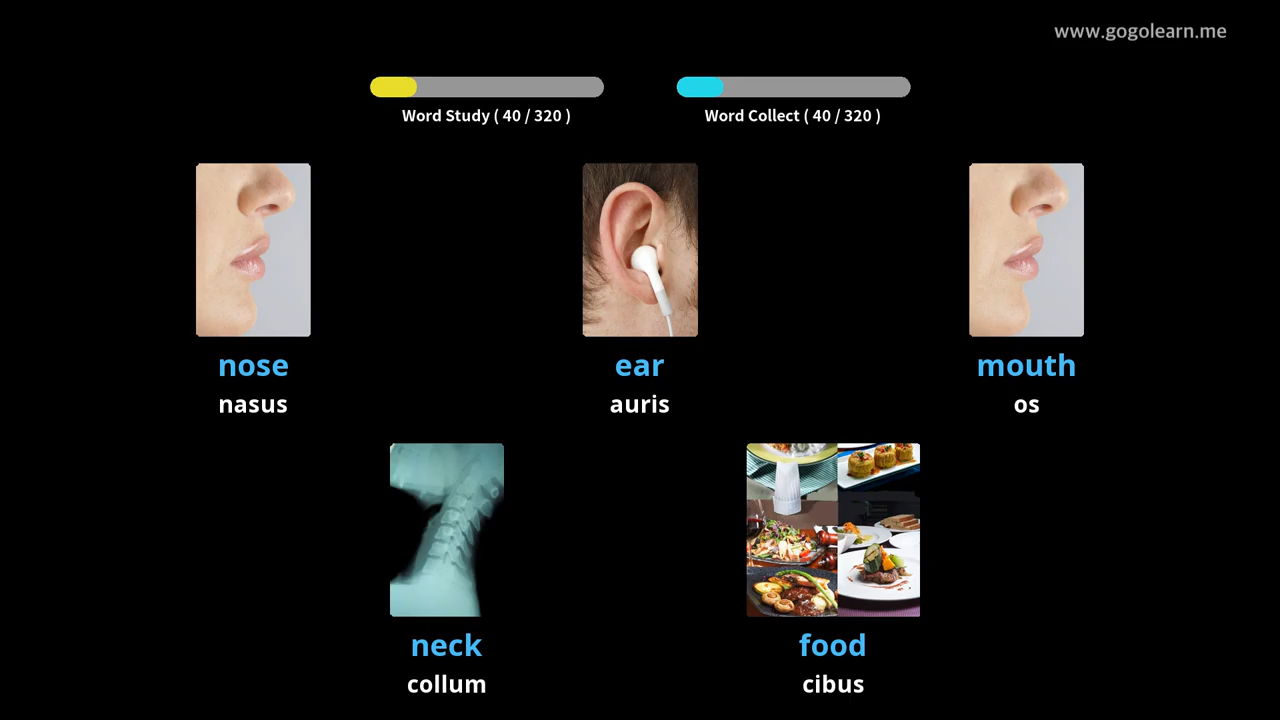 www.gogolearn.me
Word Study ( 40 / 320 )
Word Collect ( 40 / 320 )
nose
nasus
ear
auris
mouth
os
neck
collum
food
cibus